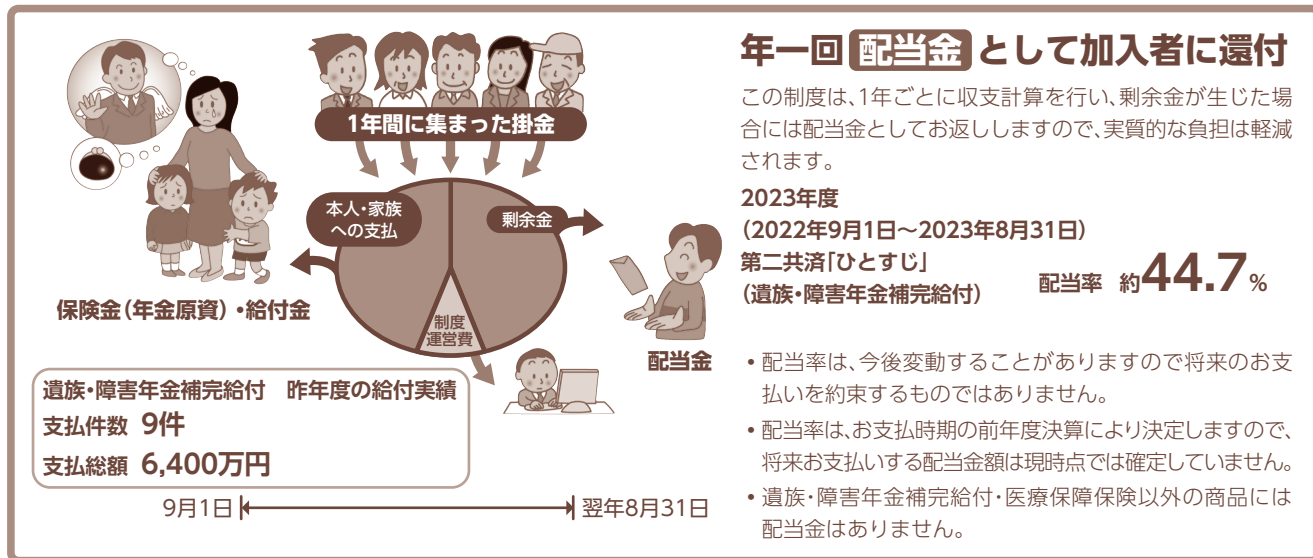 年一回 配当金 として加入者に還付
この制度は、1年ごとに収支計算を行い、剰余金が生じた場
合には配当金としてお返ししますので、実質的な負担は軽減
されます。
2023年度
(2022年9月1日～2023年8月31日)
第二共済「ひとすじ」
(遺族・障害年金補完給付)
配当率 約44.7%
・配当率は、今後変動することがありますので将来のお支
払いを約束するものではありません。
・配当率は、お支払時期の前年度決算により決定しますので、
将来お支払いする配当金額は現時点では確定していません。
・遺族・障害年金補完給付・医療保障保険以外の商品には
配当金はありません。
1年間に集まった掛金
本人・家族
への支払
剰余金
制度
運営費
保険金(年金原資)・給付金
配当金
遺族・障害年金補完給付 昨年度の給付実績
支払件数 9件
支払総額 6,400万円
9月1日
翌年8月31日